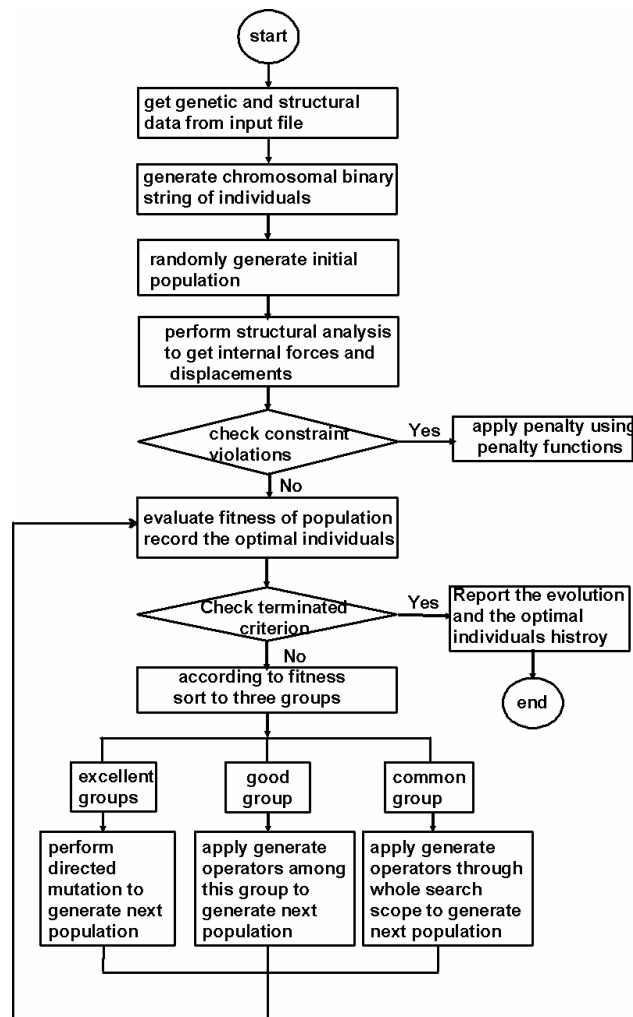 start
get genetic and structural
data from input file
generate chromosomal binary
string of individuals
randomly generate initial
population
perform structural analysis
to get internal forces and
displacements
check constraint
violations
Yes
apply penalty using
penalty functions
No
evaluate fitness of population
record the optimal individuals
Check terminated
criterion
Yes
Report the evolution
and the optimal
individuals histroy
end
No
according to fitness
sort to three groups
excellent
groups
good
group
common
group
perform
directed
mutation to
generate next
population
apply generate
operators among
this group to
generate next
population
apply generate
operators through
whole search
scope to generate
next population